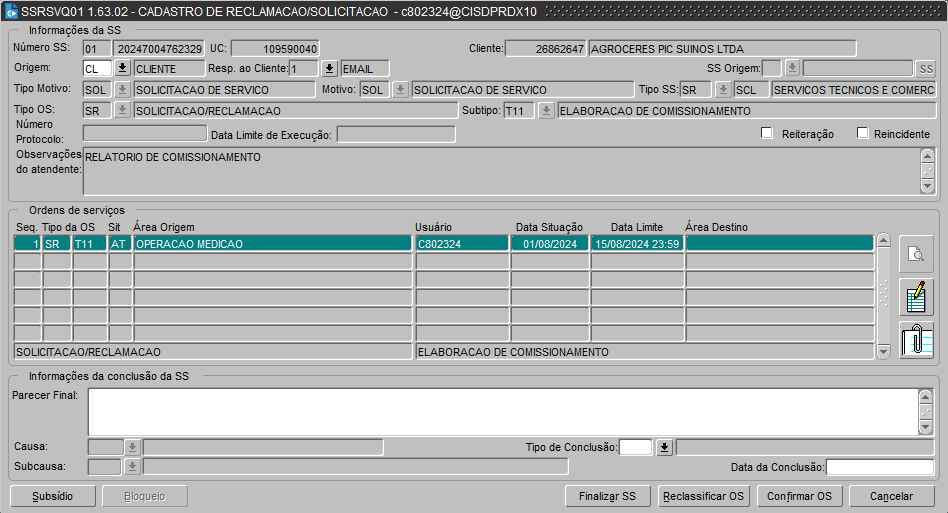 SSRSVQ01 1.63.02 - CADASTRO DE RECLAMACAO/SOLICITACAO - c802324@CISDPRDX10
Informações da SS
Número SS: 01 20247004762329 UC: 109590040 Cliente: 26862647 AGROCERES PIC SUINOS LTDA
Origem: CL CLIENTE Resp. ao Cliente: 1 EMAIL SS Origem: SS
Tipo Motivo: SOL SOLICITACAO DE SERVICO Motivo: SOL SOLICITACAO DE SERVICO Tipo SS: SR SCL SERVICOS TECNICOS E COMERC
Tipo OS: SR SOLICITACAO/RECLAMACAO Subtipo: T11 ELABORACAO DE COMISSIONAMENTO
Número
Protocolo: Data Limite de Execução: Reiteração Reincidente
Observações
do atendente: RELATORIO DE COMISSIONAMENTO
Ordens de serviços
Seq. Tipo da OS Sit Área Origem Usuário Data Situação Data Limite Área Destino
1 SR T11 AT OPERACAO MEDICAO C802324 01/08/2024 15/08/2024 23:59
SOLICITACAO/RECLAMACAO ELABORACAO DE COMISSIONAMENTO
Informações da conclusão da SS
Parecer Final:
Causa: Tipo de Conclusão:
Subcausa: Data da Conclusão:
Subsídio Bloqueio Finalizar SS Reclassificar OS Confirmar OS Cancelar